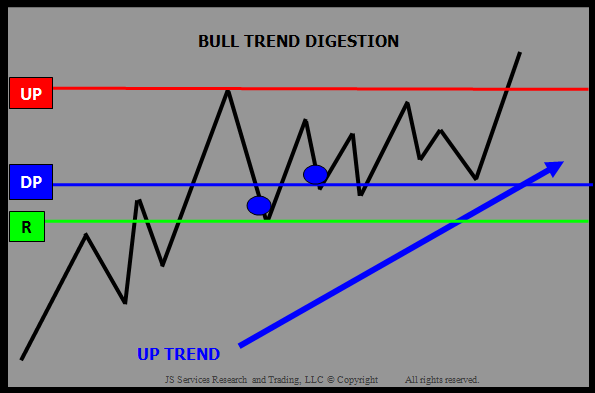 BULL TREND DIGESTION
UP
DP
R
UP TREND
JS Services Research and Trading, LLC © Copyright All rights reserved.